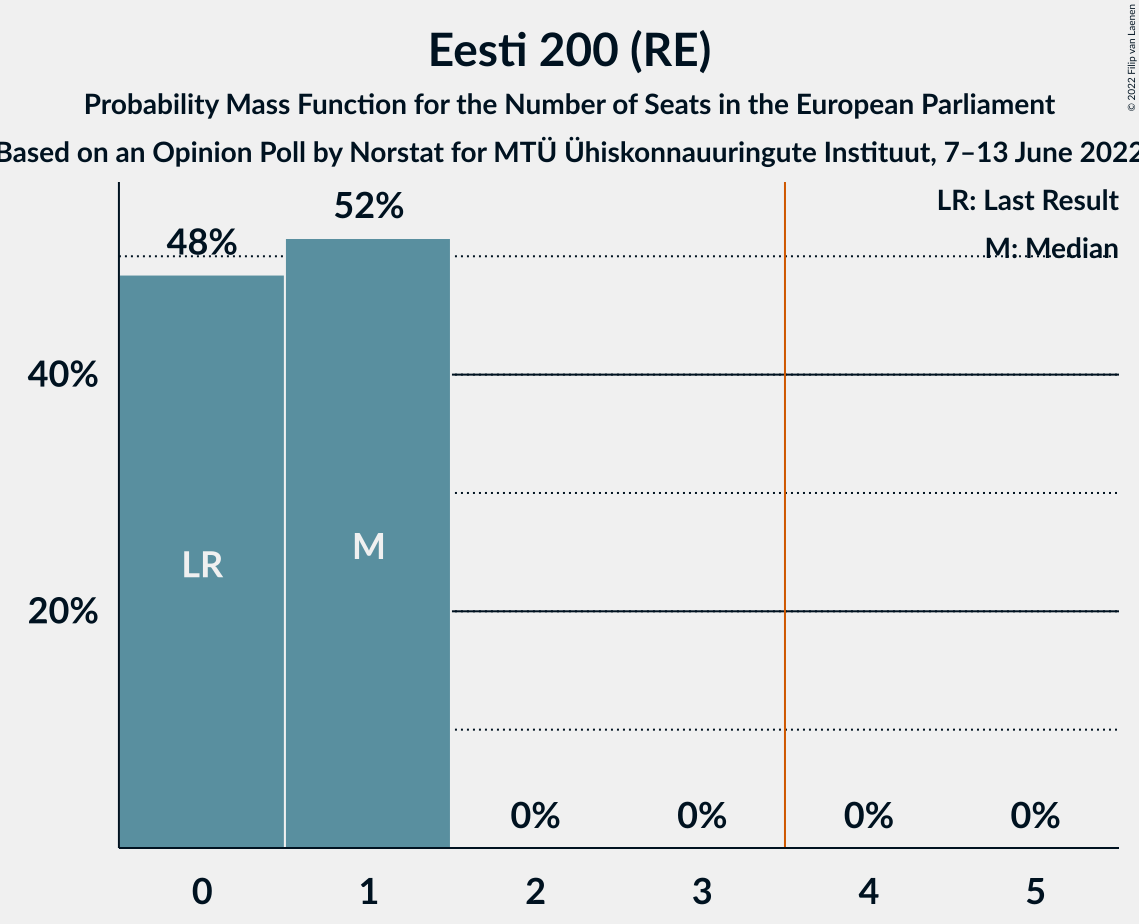 Eesti 200 (RE)
Probability Mass Function for the Number of Seats in the European Parliament
Based on an Opinion Poll by Norstat for MTÜ Ühiskonnauuringute Instituut, 7–13 June 2022
© 2022 Filip van Laenen
LR: Last Result
M: Median
48%
52%
40%
20%
LR
M
0%
0%
0%
0%
0
1
2
3
4
5